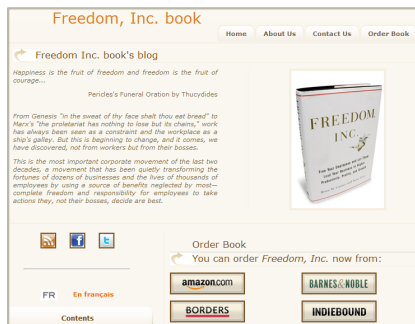 Freedom, Inc. book
Home
About Us
Contact Us
Order Book
Freedom Inc. book's blog
Happiness is the fruit of freedom and freedom is the fruit of
courage...
Pericles's Funeral Oration by Thucydides
From Genesis "in the sweat of thy face shalt thou eat bread" to
Marx's "the proletariat has nothing to lose but its chains," work
has always been seen as a constraint and the workplace as a
ship's galley. But this is beginning to change, and it comes, we
have discovered, not from workers but from their bosses.
This is the most important corporate movement of the last two
decades, a movement that has been quietly transforming the
fortunes of dozens of businesses and the lives of thousands of
employees by using a source of benefits neglected by most—
complete freedom and responsibility for employees to take
actions they, not their bosses, decide are best.
FREEDOM,
INC.
Order Book
You can order Freedom, Inc. now from:
amazon.com
BARNES&NOBLE
BORDERS
INDIEBOUND
FR
En français
Contents